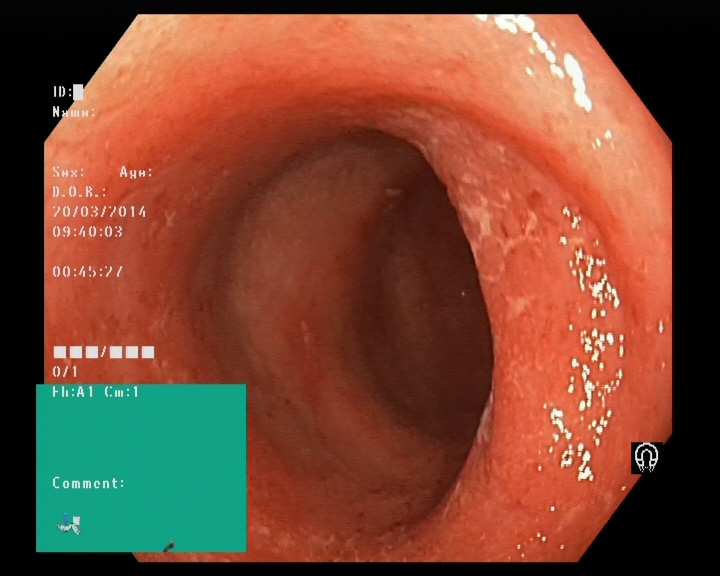 ID:
Name:
Sex: Age:
D.O.B.:
20/03/2014
09:40:03
00:45:27
■■■/■■■
0/1
Eh:A1 Cm:1
Comment: